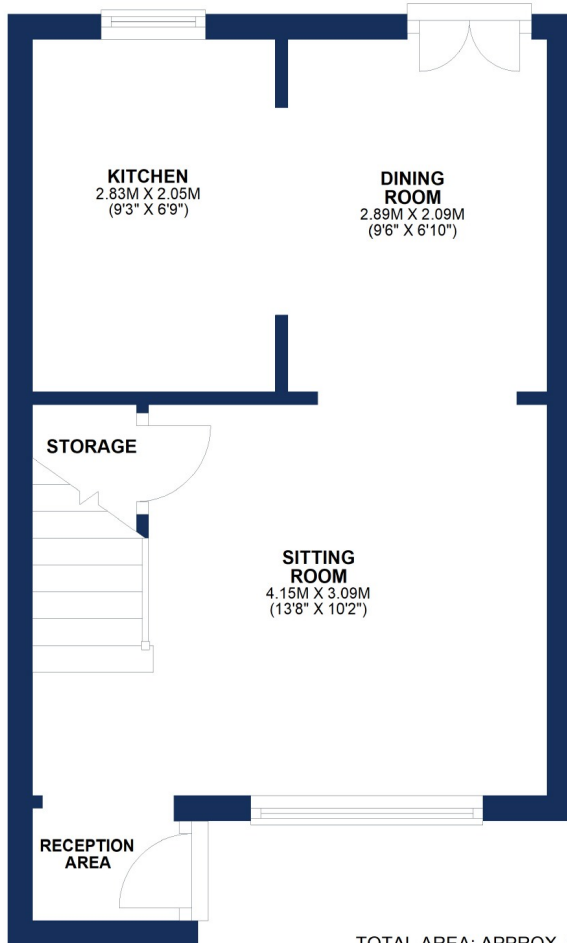 KITCHEN
2.83M X 2.05M
(9'3" X 6'9")
DINING
ROOM
2.89M X 2.09M
(9'6" X 6'10")
STORAGE
SITTING
ROOM
4.15M X 3.09M
(13'8" X 10'2")
RECEPTION
AREA
TOTAL AREA: APPROX.